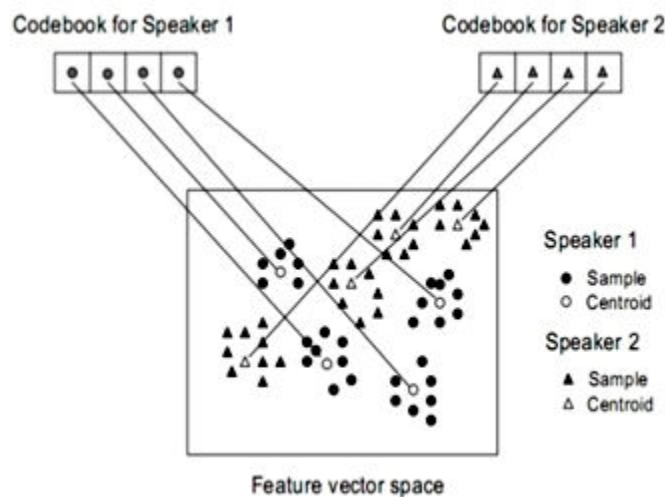 Codebook for Speaker 1
Codebook for Speaker 2
Speaker 1
Sample
Centroid
Speaker 2
Sample
Centroid
Feature vector space